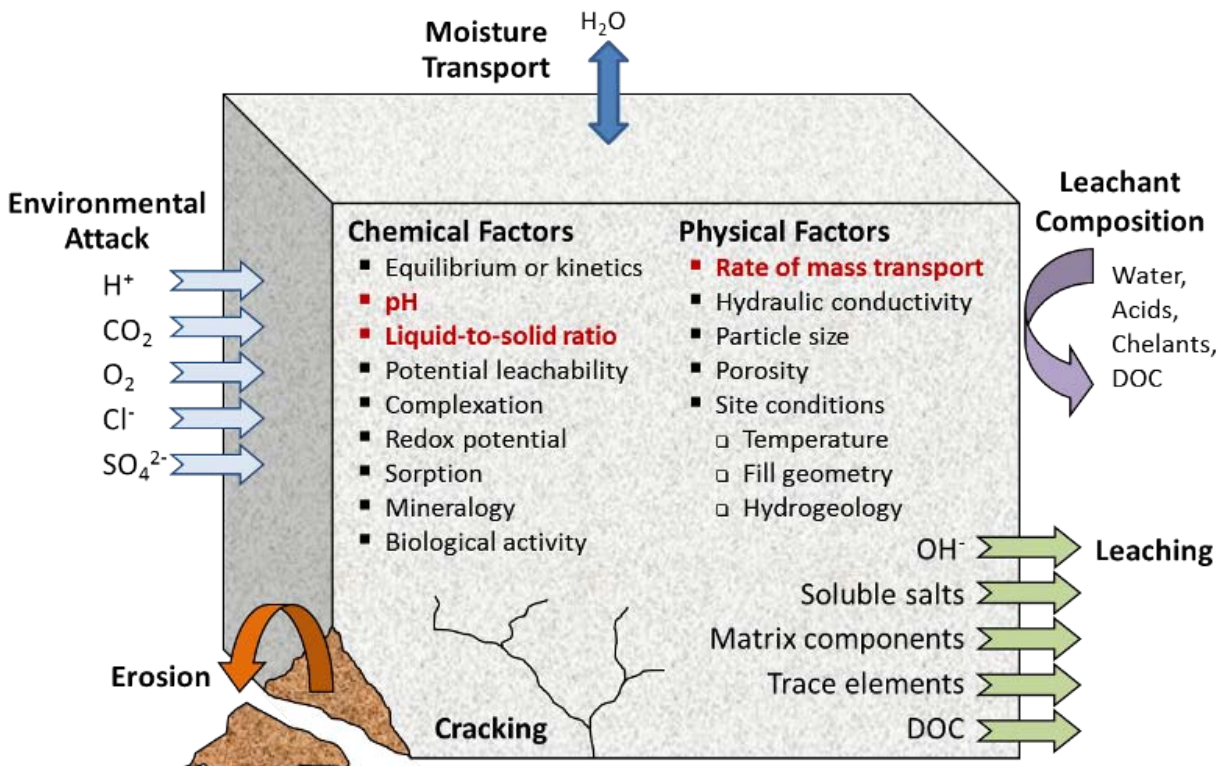 Moisture
Transport
H₂O
Environmental
Attack
H⁺
CO₂
O₂
Cl⁻
SO₄²⁻
Chemical Factors
■ Equilibrium or kinetics
■ pH
■ Liquid-to-solid ratio
■ Potential leachability
■ Complexation
■ Redox potential
■ Sorption
■ Mineralogy
■ Biological activity
Physical Factors
■ Rate of mass transport
■ Hydraulic conductivity
■ Particle size
■ Porosity
■ Site conditions
❑ Temperature
❑ Fill geometry
❑ Hydrogeology
Leachant
Composition
Water,
Acids,
Chelants,
DOC
OH⁻
Soluble salts
Matrix components
Trace elements
DOC
Leaching
Erosion
Cracking